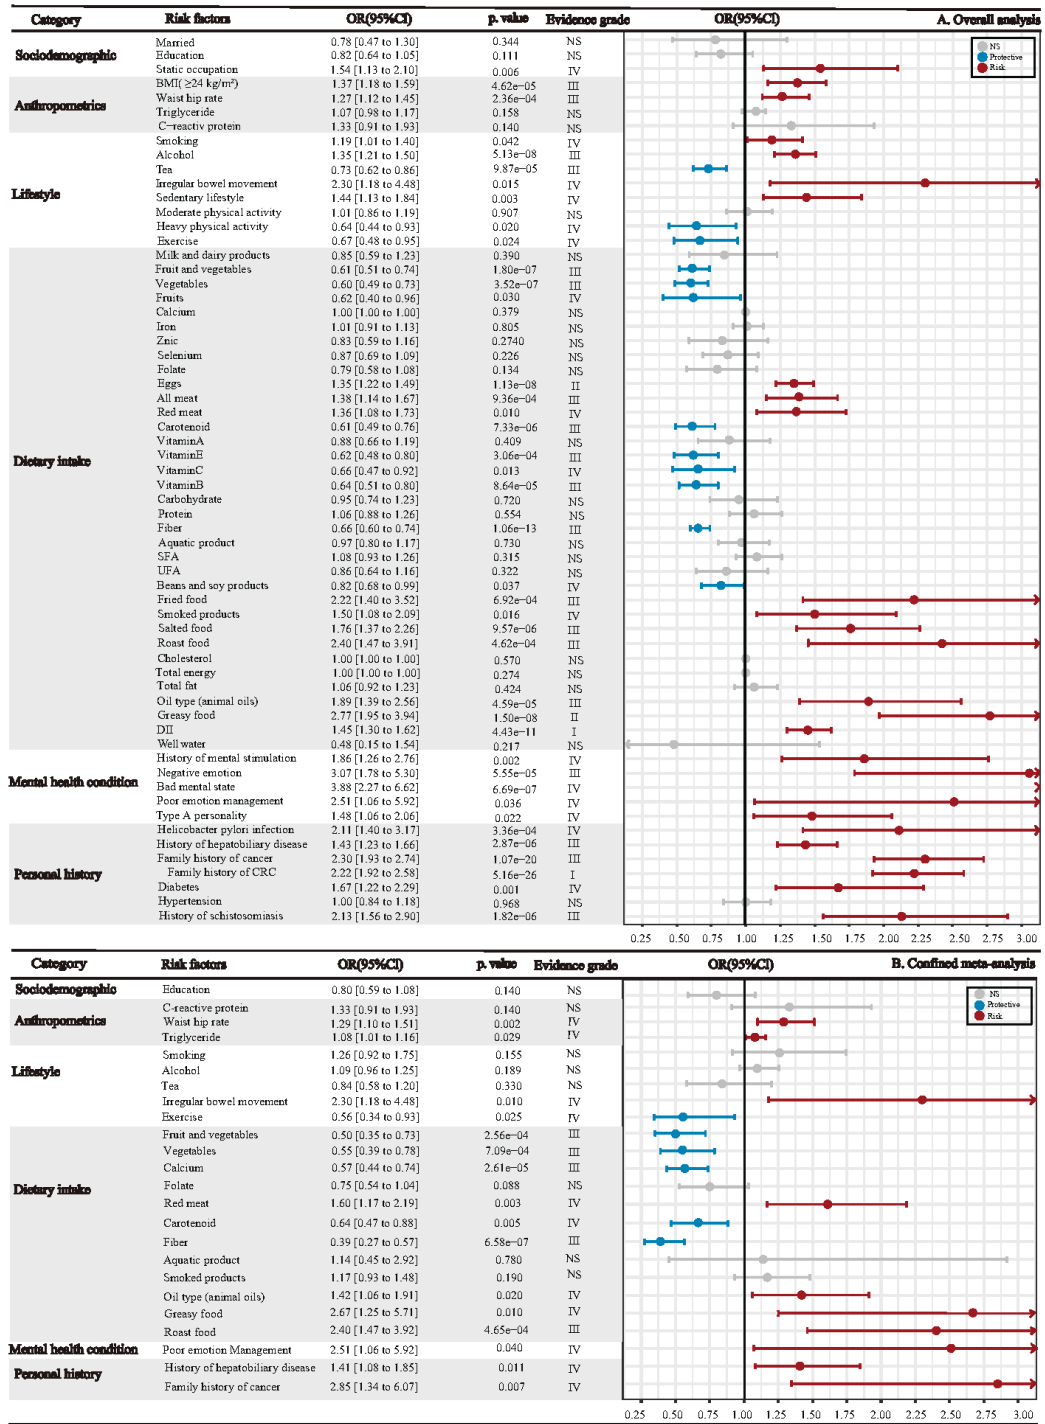 Category Risk factors OR(95%CI) p. value Evidence grade OR(95%CI) A. Overall analysis
NS
Protective
Risk
Sociodemographic
Married 0.78 [0.47 to 1.30] 0.344 NS
Education 0.82 [0.64 to 1.05] 0.111 NS
Static occupation 1.54 [1.13 to 2.10] 0.006 IV
Anthropometrics
BMI( ≥24 kg/m²) 1.37 [1.18 to 1.59] 4.62e−05 III
Waist hip rate 1.27 [1.12 to 1.45] 2.36e−04 III
Triglyceride 1.07 [0.98 to 1.17] 0.158 NS
C−reactiv protein 1.33 [0.91 to 1.93] 0.140 NS
Lifestyle
Smoking 1.19 [1.01 to 1.40] 0.042 IV
Alcohol 1.35 [1.21 to 1.50] 5.13e−08 III
Tea 0.73 [0.62 to 0.86] 9.87e−05 III
Irregular bowel movement 2.30 [1.18 to 4.48] 0.015 IV
Sedentary lifestyle 1.44 [1.13 to 1.84] 0.003 IV
Moderate physical activity 1.01 [0.86 to 1.19] 0.907 NS
Heavy physical activity 0.64 [0.44 to 0.93] 0.020 IV
Exercise 0.67 [0.48 to 0.95] 0.024 IV
Dietary intake
Milk and dairy products 0.85 [0.59 to 1.23] 0.390 NS
Fruit and vegetables 0.61 [0.51 to 0.74] 1.80e−07 III
Vegetables 0.60 [0.49 to 0.73] 3.52e−07 III
Fruits 0.62 [0.40 to 0.96] 0.030 IV
Calcium 1.00 [1.00 to 1.00] 0.379 NS
Iron 1.01 [0.91 to 1.13] 0.805 NS
Znic 0.83 [0.59 to 1.16] 0.2740 NS
Selenium 0.87 [0.69 to 1.09] 0.226 NS
Folate 0.79 [0.58 to 1.08] 0.134 NS
Eggs 1.35 [1.22 to 1.49] 1.13e−08 II
All meat 1.38 [1.14 to 1.67] 9.36e−04 III
Red meat 1.36 [1.08 to 1.73] 0.010 IV
Carotenoid 0.61 [0.49 to 0.76] 7.33e−06 III
VitaminA 0.88 [0.66 to 1.19] 0.409 NS
VitaminE 0.62 [0.48 to 0.80] 3.06e−04 III
VitaminC 0.66 [0.47 to 0.92] 0.013 IV
VitaminB 0.64 [0.51 to 0.80] 8.64e−05 III
Carbohydrate 0.95 [0.74 to 1.23] 0.720 NS
Protein 1.06 [0.88 to 1.26] 0.554 NS
Fiber 0.66 [0.60 to 0.74] 1.06e−13 III
Aquatic product 0.97 [0.80 to 1.17] 0.730 NS
SFA 1.08 [0.93 to 1.26] 0.315 NS
UFA 0.86 [0.64 to 1.16] 0.322 NS
Beans and soy products 0.82 [0.68 to 0.99] 0.037 IV
Fried food 2.22 [1.40 to 3.52] 6.92e−04 III
Smoked products 1.50 [1.08 to 2.09] 0.016 IV
Salted food 1.76 [1.37 to 2.26] 9.57e−06 III
Roast food 2.40 [1.47 to 3.91] 4.62e−04 III
Cholesterol 1.00 [1.00 to 1.00] 0.570 NS
Total energy 1.00 [1.00 to 1.00] 0.274 NS
Total fat 1.06 [0.92 to 1.23] 0.424 NS
Oil type (animal oils) 1.89 [1.39 to 2.56] 4.59e−05 III
Greasy food 2.77 [1.95 to 3.94] 1.50e−08 II
DII 1.45 [1.30 to 1.62] 4.43e−11 I
Well water 0.48 [0.15 to 1.54] 0.217 NS
Mental health condition
History of mental stimulation 1.86 [1.26 to 2.76] 0.002 IV
Negative emotion 3.07 [1.78 to 5.30] 5.55e−05 III
Bad mental state 3.88 [2.27 to 6.62] 6.69e−07 IV
Poor emotion management 2.51 [1.06 to 5.92] 0.036 IV
Type A personality 1.48 [1.06 to 2.06] 0.022 IV
Personal history
Helicobacter pylori infection 2.11 [1.40 to 3.17] 3.36e−04 IV
History of hepatobiliary disease 1.43 [1.23 to 1.66] 2.87e−06 III
Family history of cancer 2.30 [1.93 to 2.74] 1.07e−20 III
Family history of CRC 2.22 [1.92 to 2.58] 5.16e−26 I
Diabetes 1.67 [1.22 to 2.29] 0.001 IV
Hypertension 1.00 [0.84 to 1.18] 0.968 NS
History of schistosomiasis 2.13 [1.56 to 2.90] 1.82e−06 III
0.25 0.50 0.75 1.00 1.25 1.50 1.75 2.00 2.25 2.50 2.75 3.00
Category Risk factors OR(95%CI) p. value Evidence grade OR(95%CI) B. Confined meta-analysis
NS
Protective
Risk
Sociodemographic
Education 0.80 [0.59 to 1.08] 0.140 NS
Anthropometrics
C-reactive protein 1.33 [0.91 to 1.93] 0.140 NS
Waist hip rate 1.29 [1.10 to 1.51] 0.002 IV
Triglyceride 1.08 [1.01 to 1.16] 0.029 IV
Lifestyle
Smoking 1.26 [0.92 to 1.75] 0.155 NS
Alcohol 1.09 [0.96 to 1.25] 0.189 NS
Tea 0.84 [0.58 to 1.20] 0.330 NS
Irregular bowel movement 2.30 [1.18 to 4.48] 0.010 IV
Exercise 0.56 [0.34 to 0.93] 0.025 IV
Dietary intake
Fruit and vegetables 0.50 [0.35 to 0.73] 2.56e−04 III
Vegetables 0.55 [0.39 to 0.78] 7.09e−04 III
Calcium 0.57 [0.44 to 0.74] 2.61e−05 III
Folate 0.75 [0.54 to 1.04] 0.088 NS
Red meat 1.60 [1.17 to 2.19] 0.003 IV
Carotenoid 0.64 [0.47 to 0.88] 0.005 IV
Fiber 0.39 [0.27 to 0.57] 6.58e−07 III
Aquatic product 1.14 [0.45 to 2.92] 0.780 NS
Smoked products 1.17 [0.93 to 1.48] 0.190 NS
Oil type (animal oils) 1.42 [1.06 to 1.91] 0.020 IV
Greasy food 2.67 [1.25 to 5.71] 0.010 IV
Roast food 2.40 [1.47 to 3.92] 4.65e−04 III
Mental health condition
Poor emotion Management 2.51 [1.06 to 5.92] 0.040 IV
Personal history
History of hepatobiliary disease 1.41 [1.08 to 1.85] 0.011 IV
Family history of cancer 2.85 [1.34 to 6.07] 0.007 IV
0.25 0.50 0.75 1.00 1.25 1.50 1.75 2.00 2.25 2.50 2.75 3.00